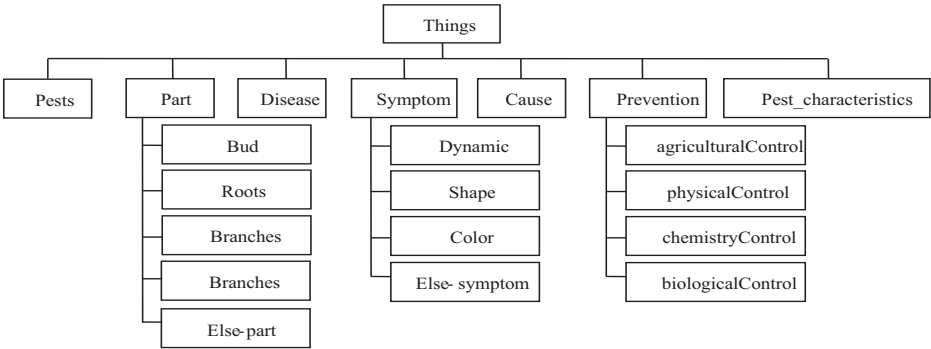 Things
Pests
Part
Disease
Symptom
Cause
Prevention
Pest_characteristics
Bud
Roots
Branches
Branches
Else-part
Dynamic
Shape
Color
Else- symptom
agriculturalControl
physicalControl
chemistryControl
biologicalControl